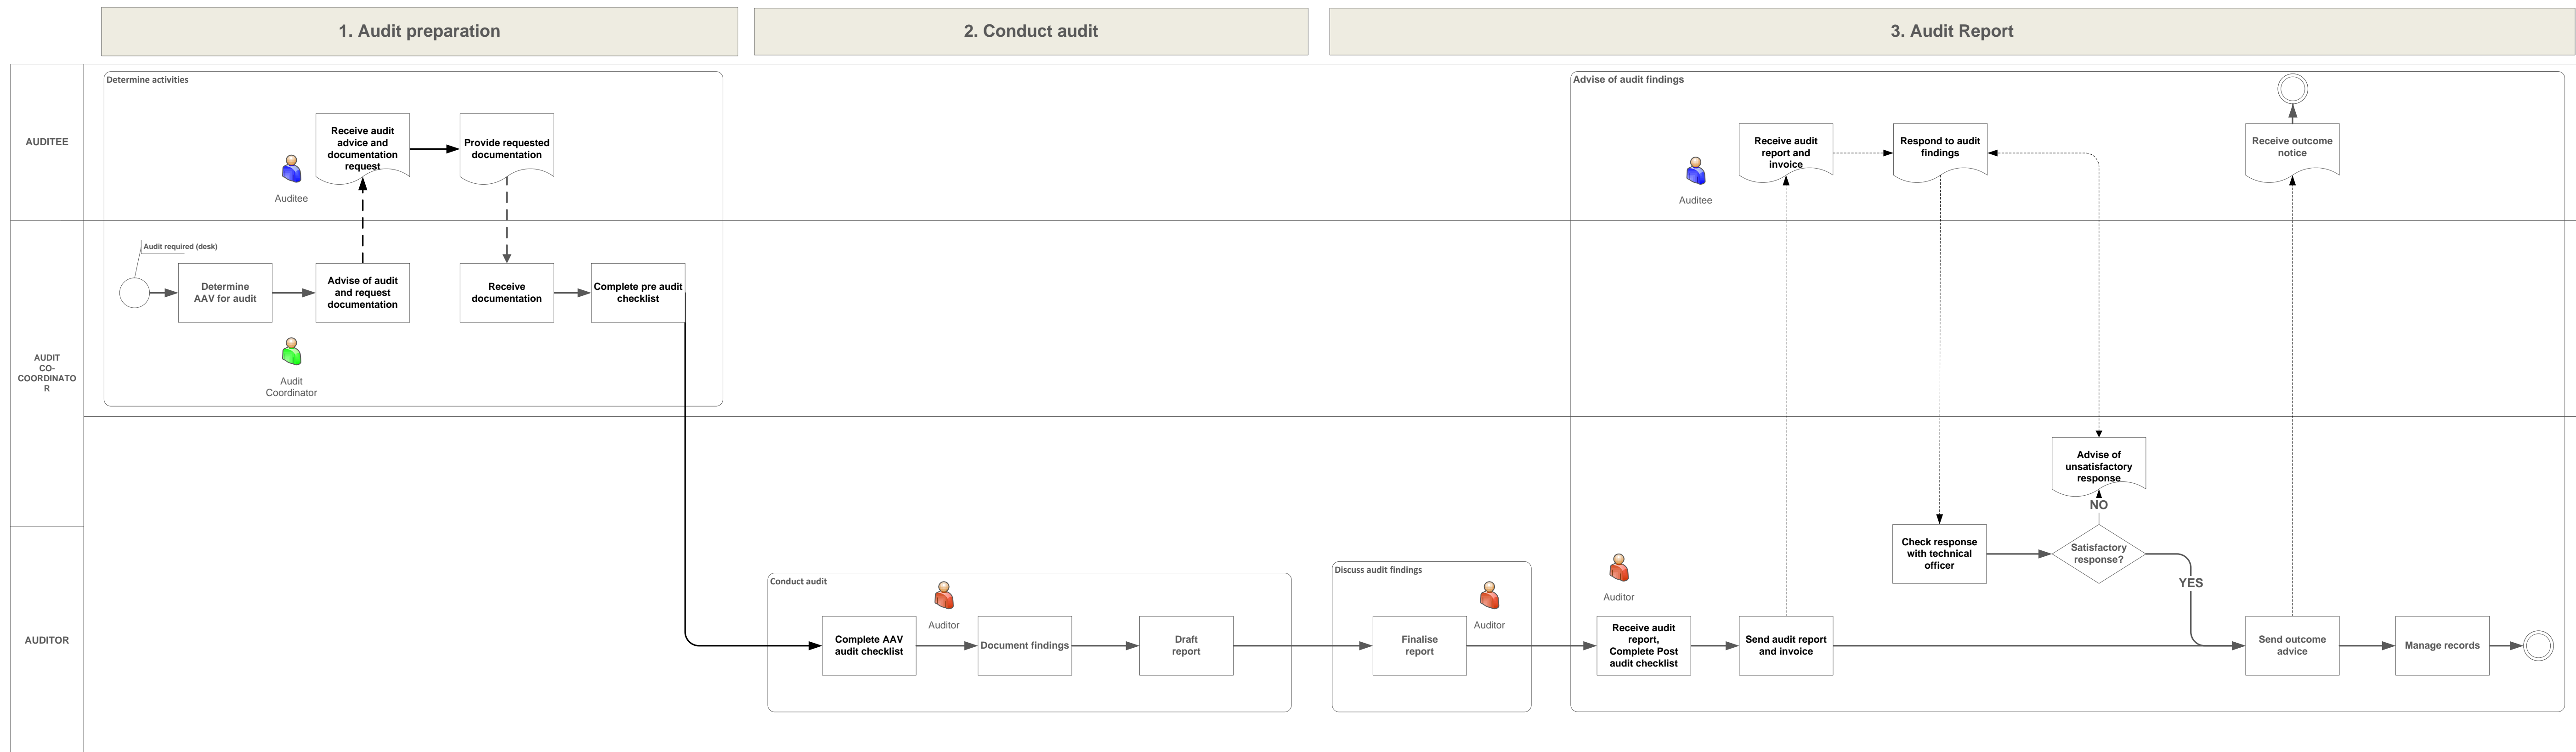 1. Audit preparation
2. Conduct audit
3. Audit Report
AUDITEE
Determine activities
Receive audit
advice and
documentation
request
Provide requested
documentation
Auditee
Advise of audit findings
Receive audit
report and
invoice
Respond to audit
findings
Receive outcome
notice
Auditee
AUDIT
CO-
COORDINATO
R
Audit required (desk)
Determine
AAV for audit
Advise of audit
and request
documentation
Receive
documentation
Complete pre audit
checklist
Audit
Coordinator
Advise of
unsatisfactory
response
NO
AUDITOR
Check response
with technical
officer
Satisfactory
response?
YES
Conduct audit
Auditor
Complete AAV
audit checklist
Document findings
Draft
report
Discuss audit findings
Auditor
Finalise
report
Auditor
Receive audit
report,
Complete Post
audit checklist
Send audit report
and invoice
Send outcome
advice
Manage records